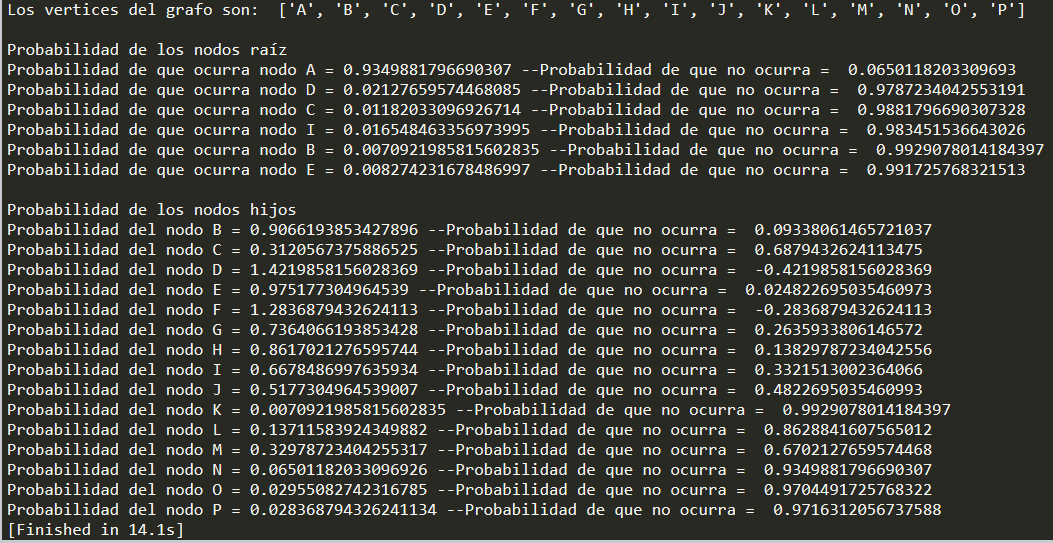 Los vertices del grafo son:  ['A', 'B', 'C', 'D', 'E', 'F', 'G', 'H', 'I', 'J', 'K', 'L', 'M', 'N', 'O', 'P']
Probabilidad de los nodos raíz
Probabilidad de que ocurra nodo A = 0.9349881796690307 --Probabilidad de que no ocurra =  0.0650118203309693
Probabilidad de que ocurra nodo D = 0.02127659574468085 --Probabilidad de que no ocurra =  0.9787234042553191
Probabilidad de que ocurra nodo C = 0.01182033096926714 --Probabilidad de que no ocurra =  0.9881796690307328
Probabilidad de que ocurra nodo I = 0.016548463356973995 --Probabilidad de que no ocurra =  0.983451536643026
Probabilidad de que ocurra nodo B = 0.0070921985815602835 --Probabilidad de que no ocurra =  0.9929078014184397
Probabilidad de que ocurra nodo E = 0.008274231678486997 --Probabilidad de que no ocurra =  0.991725768321513
Probabilidad de los nodos hijos
Probabilidad del nodo B = 0.9066193853427896 --Probabilidad de que no ocurra =  0.09338061465721037
Probabilidad del nodo C = 0.3120567375886525 --Probabilidad de que no ocurra =  0.6879432624113475
Probabilidad del nodo D = 1.4219858156028369 --Probabilidad de que no ocurra =  -0.4219858156028369
Probabilidad del nodo E = 0.975177304964539 --Probabilidad de que no ocurra =  0.024822695035460973
Probabilidad del nodo F = 1.2836879432624113 --Probabilidad de que no ocurra =  -0.2836879432624113
Probabilidad del nodo G = 0.7364066193853428 --Probabilidad de que no ocurra =  0.2635933806146572
Probabilidad del nodo H = 0.8617021276595744 --Probabilidad de que no ocurra =  0.13829787234042556
Probabilidad del nodo I = 0.6678486997635934 --Probabilidad de que no ocurra =  0.3321513002364066
Probabilidad del nodo J = 0.5177304964539007 --Probabilidad de que no ocurra =  0.4822695035460993
Probabilidad del nodo K = 0.0070921985815602835 --Probabilidad de que no ocurra =  0.9929078014184397
Probabilidad del nodo L = 0.13711583924349882 --Probabilidad de que no ocurra =  0.8628841607565012
Probabilidad del nodo M = 0.32978723404255317 --Probabilidad de que no ocurra =  0.6702127659574468
Probabilidad del nodo N = 0.06501182033096926 --Probabilidad de que no ocurra =  0.9349881796690307
Probabilidad del nodo O = 0.02955082742316785 --Probabilidad de que no ocurra =  0.9704491725768322
Probabilidad del nodo P = 0.028368794326241134 --Probabilidad de que no ocurra =  0.9716312056737588
[Finished in 14.1s]